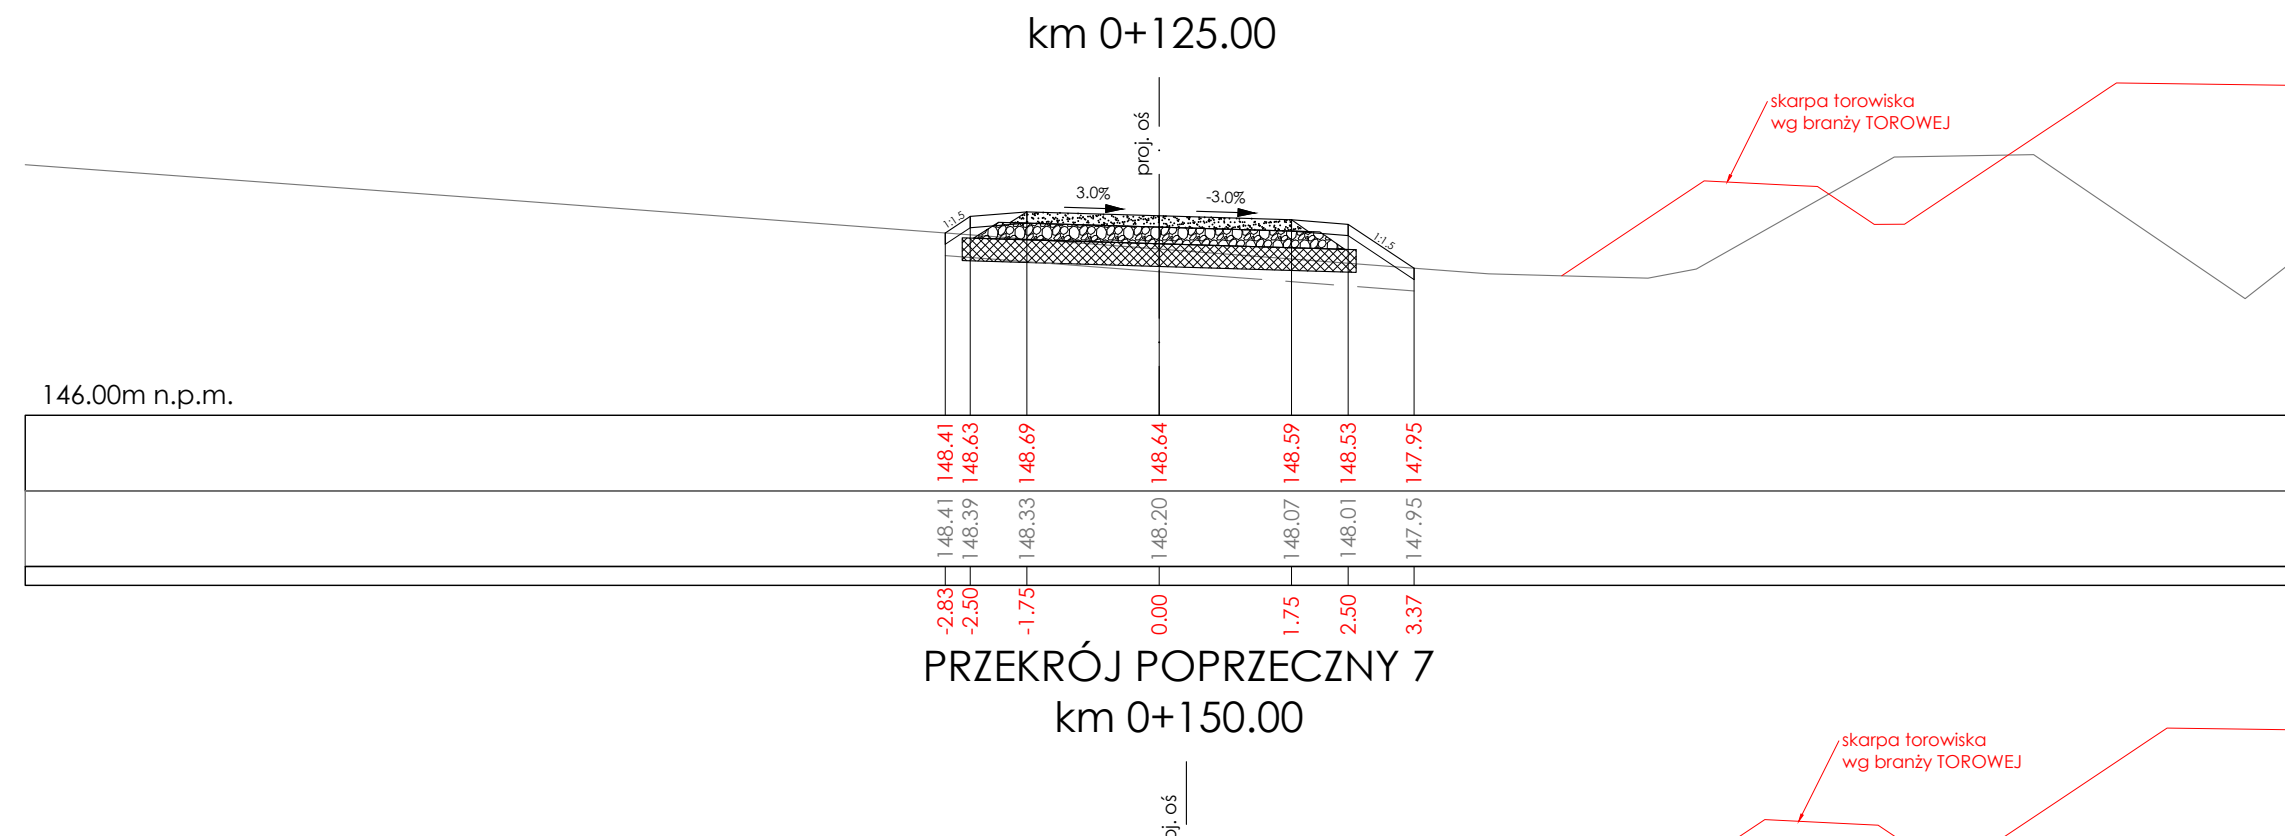 km 0+125.00
skarpa torowiska
wg branży TOROWEJ
proj. oś
3.0%
-3.0%
1:1.5
1:1.5
146.00m n.p.m.
148.41 148.63 148.69 148.64 148.59 148.53 147.95
148.41 148.39 148.33 148.20 148.07 148.01 147.95
-2.83 -2.50 -1.75 0.00 1.75 2.50 3.37
PRZEKRÓJ POPRZECZNY 7
km 0+150.00
skarpa torowiska
wg branży TOROWEJ
oj. oś